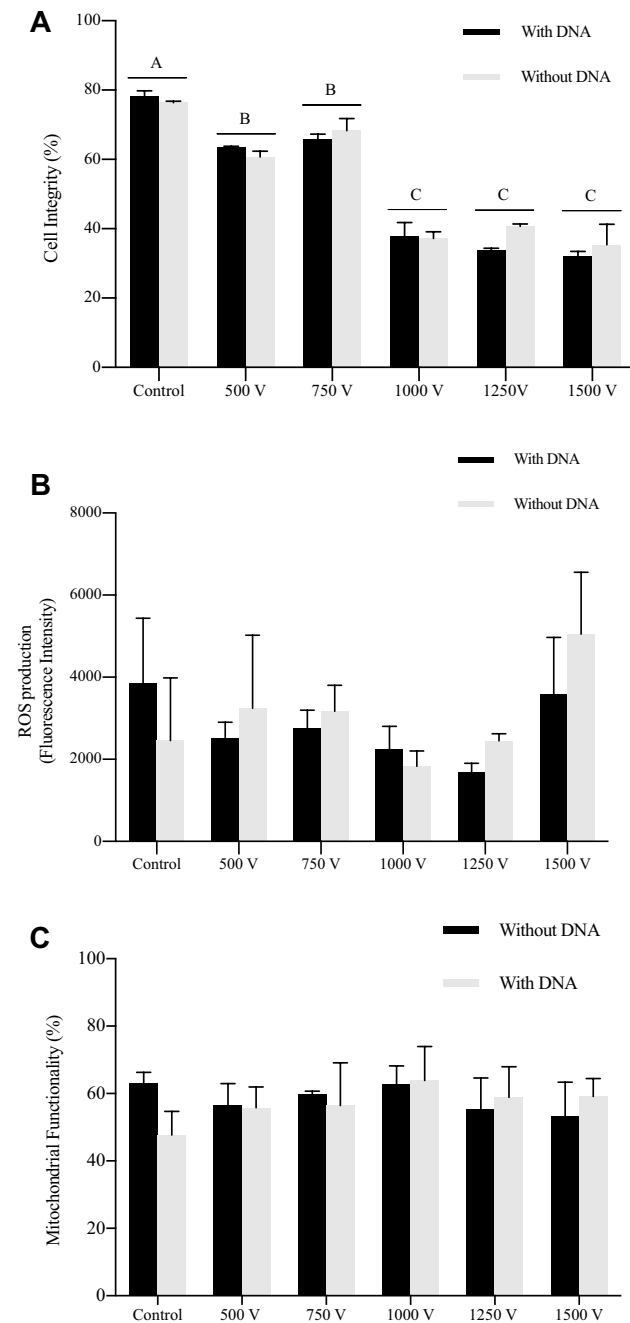 A
With DNA
Without DNA
Cell Integrity (%)
100
80
60
40
20
0
A
B
B
C
C
C
Control 500 V 750 V 1000 V 1250V 1500 V
B
With DNA
Without DNA
ROS production
(Fluorescence Intensity)
8000
6000
4000
2000
0
Control 500 V 750 V 1000 V 1250 V 1500 V
C
Without DNA
With DNA
Mitochondrial Functionality (%)
100
80
60
40
20
0
Control 500 V 750 V 1000 V 1250 V 1500 V